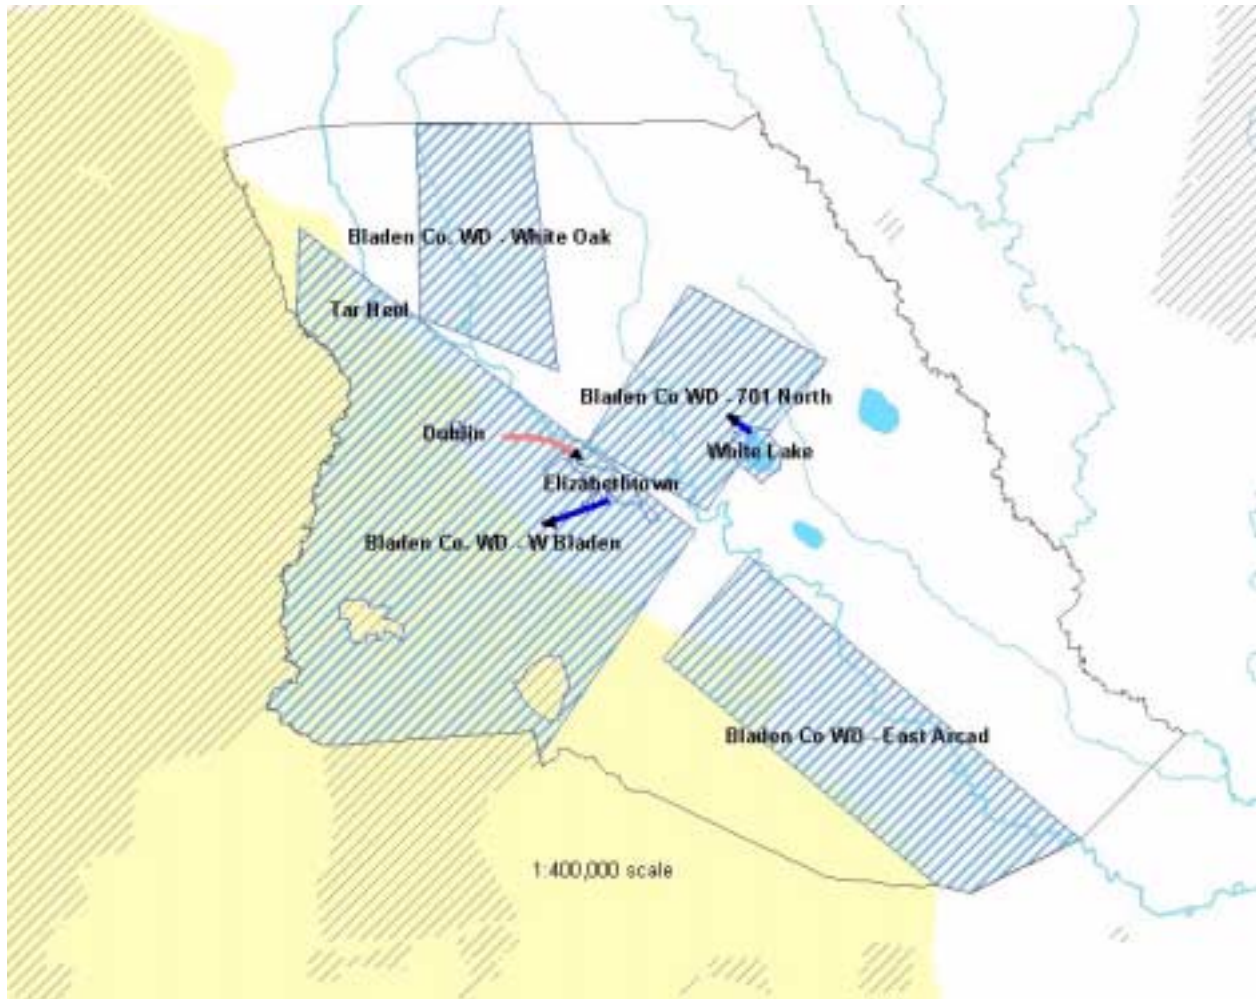 Bladen Co. WD - White Oak
Tar Heel
Bladen Co WD - 701 North
Dublin
White Lake
Elizabethtown
Bladen Co. WD - W Bladen
Bladen Co WD - East Arcad
1:400,000 scale